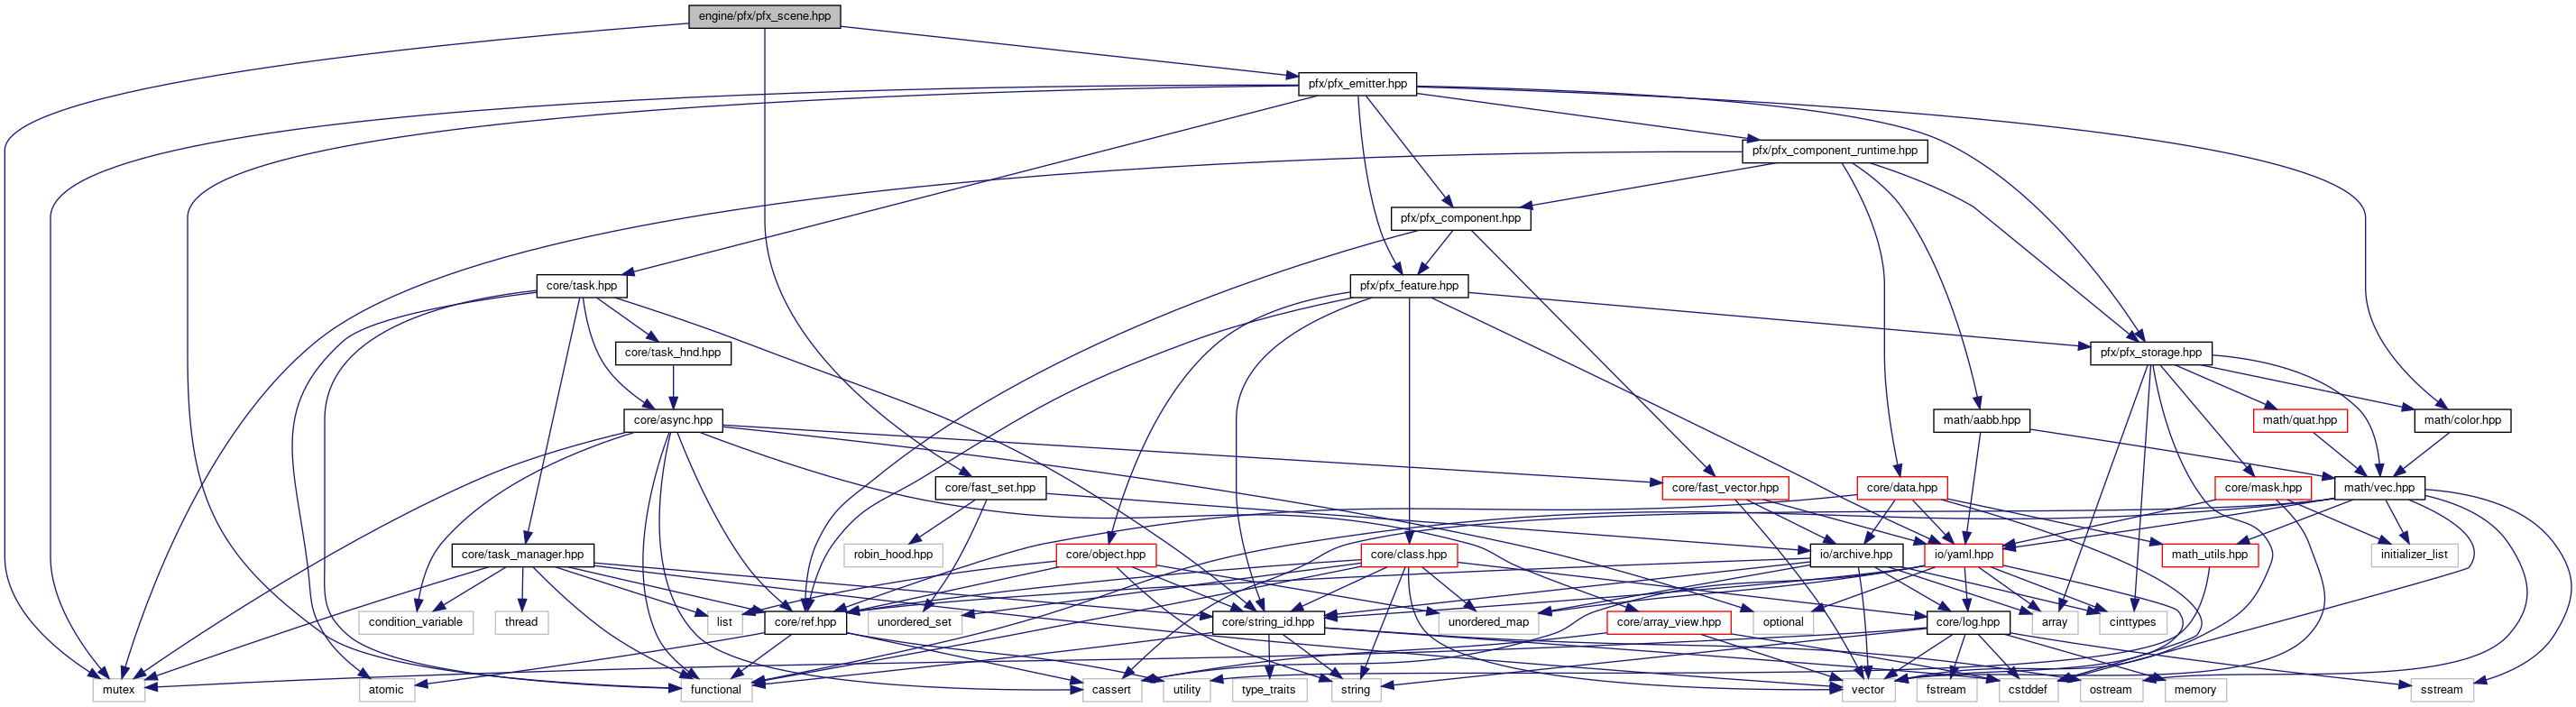 engine/pfx/pfx_scene.hpp
pfx/pfx_emitter.hpp
pfx/pfx_component_runtime.hpp
pfx/pfx_component.hpp
core/task.hpp
pfx/pfx_feature.hpp
core/task_hnd.hpp
pfx/pfx_storage.hpp
core/async.hpp
math/aabb.hpp
math/quat.hpp
math/color.hpp
core/fast_set.hpp
core/fast_vector.hpp
core/data.hpp
core/mask.hpp
math/vec.hpp
core/task_manager.hpp
robin_hood.hpp
core/object.hpp
core/class.hpp
io/archive.hpp
io/yaml.hpp
math_utils.hpp
initializer_list
condition_variable
thread
list
core/ref.hpp
unordered_set
core/string_id.hpp
unordered_map
core/array_view.hpp
optional
core/log.hpp
array
cinttypes
mutex
atomic
functional
cassert
utility
type_traits
string
vector
fstream
cstddef
ostream
memory
sstream